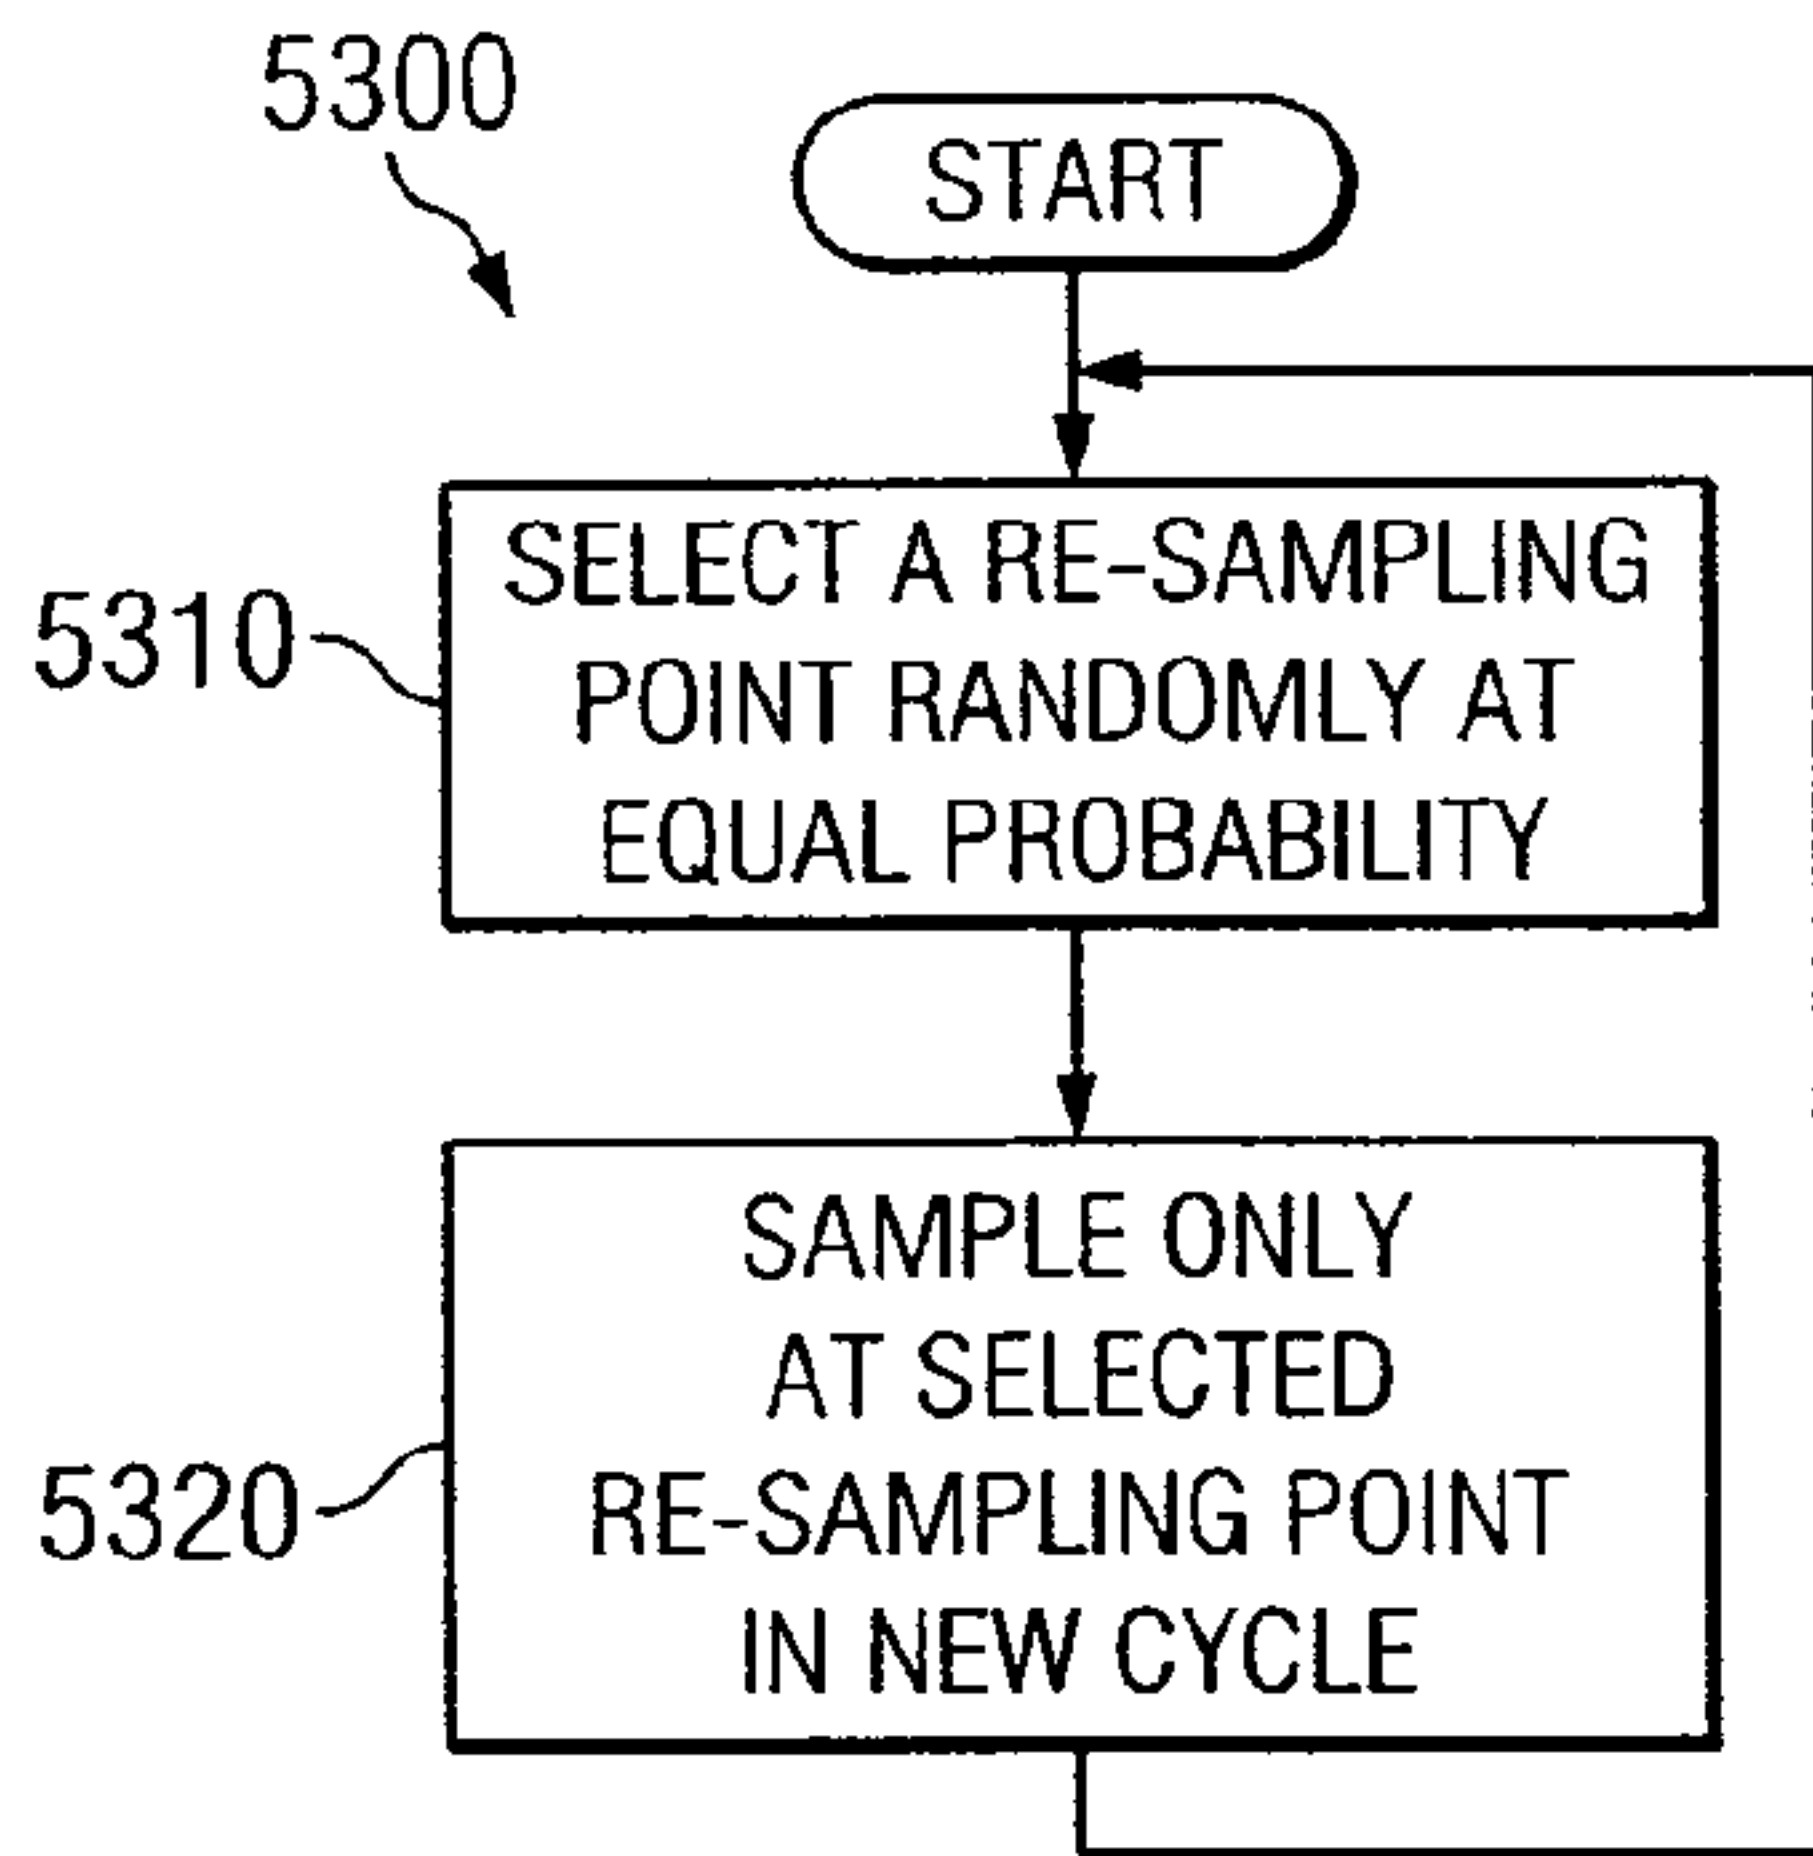 5300
START
5310
SELECT A RE-SAMPLING
POINT RANDOMLY AT
EQUAL PROBABILITY
5320
SAMPLE ONLY
AT SELECTED
RE-SAMPLING POINT
IN NEW CYCLE